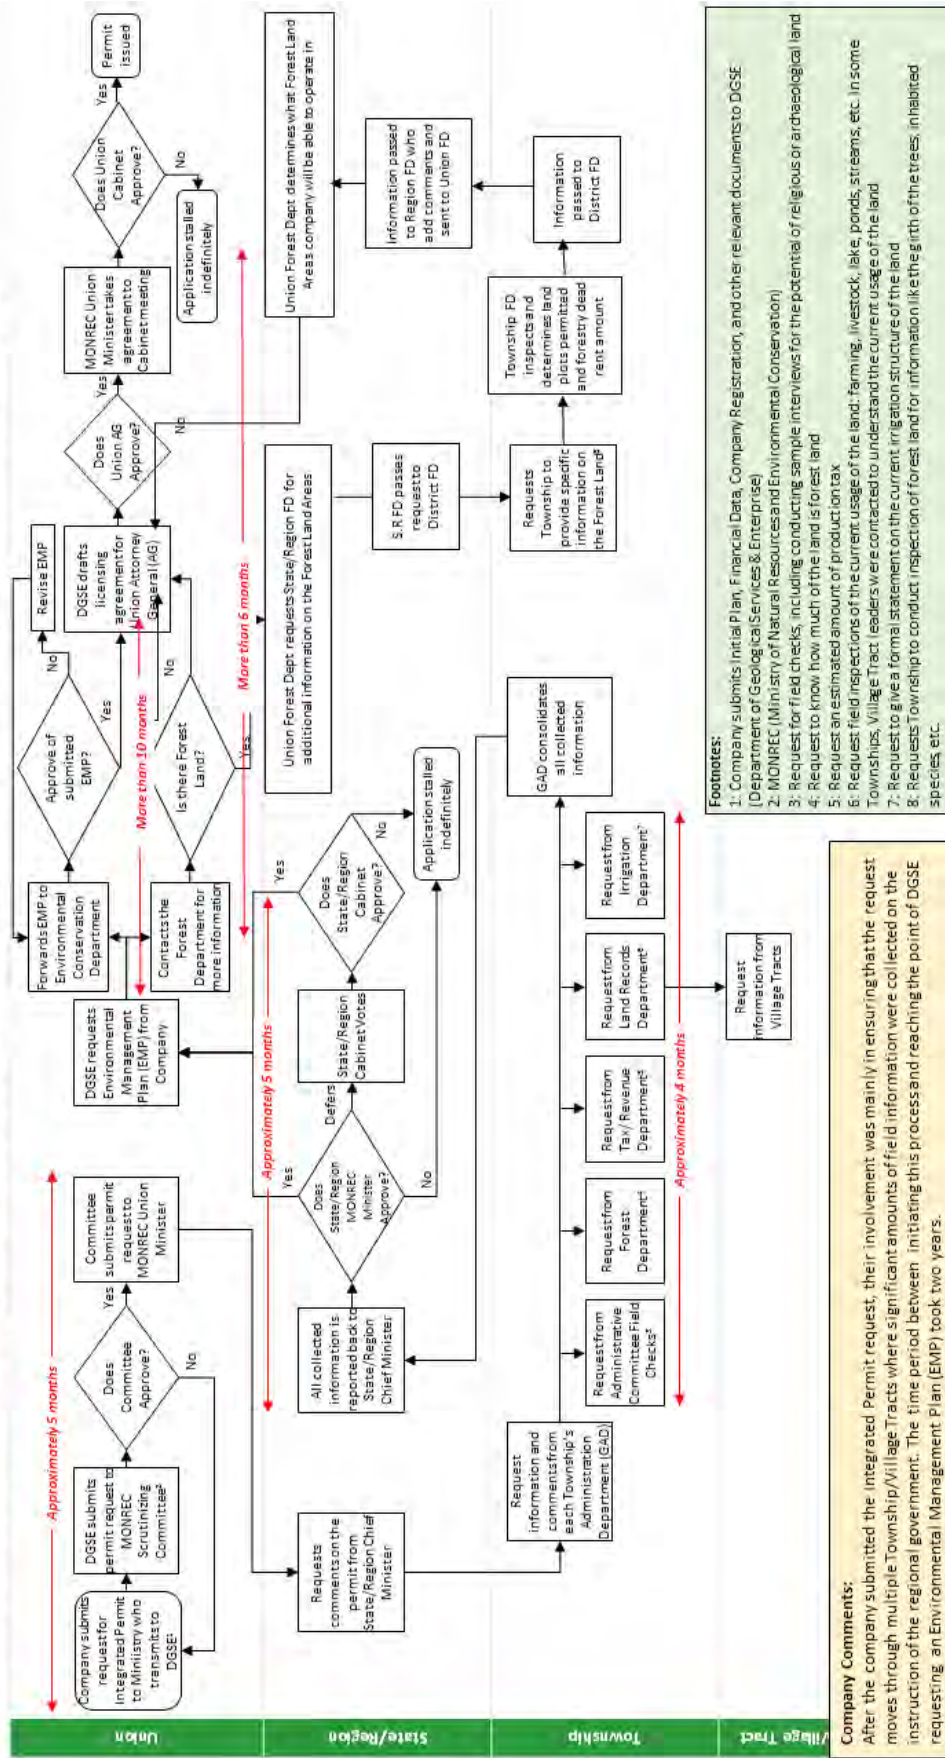 Union
Company submits
request for
Integrated Permit
to Ministry who
transmits to
DGSE¹
DGSE submits
permit request to
MONREC
Scrutinizing
Committee²
Does
Committee
Approve?
Yes
No
Committee
submits permit
request to
MONREC Union
Minister
Approximately 5 months
DGSE requests
Environmental
Management
Plan (EMP) from
Company
Forwards EMP to
Environmental
Conservation
Department
Approve of
submitted
EMP?
No
Yes
Revise EMP
Contacts the
Forest
Department for
more information
Is there Forest
Land?
No
Yes
More than 10 months
DGSE drafts
licensing
agreement for
Union Attorney
General (AG)
Does
Union AG
Approve?
Yes
No
MONREC Union
Minister takes
agreement to
Cabinet meeting
Does Union
Cabinet
Approve?
Yes
No
Permit
issued
Application stalled
indefinitely
More than 6 months
State/Region
Requests
comments on the
permit from
State/Region Chief
Minister
All collected
information is
reported back to
State/Region
Chief Minister
Does
State/Region
MONREC
Minister
Approve?
Yes
Defers
No
State/Region
Cabinet Votes
Does
State/Region
Cabinet
Approve?
Yes
No
Application stalled
indefinitely
Approximately 5 months
Union Forest Dept requests State/Region FD for
additional information on the Forest Land Areas
Union Forest Dept determines what Forest Land
Areas company will be able to operate in
S.R FD passes
request to
District FD
Information passed
to Region FD who
add comments and
sent to Union FD
Township
Request
information and
comments from
each Township's
Administration
Department (GAD)
Request from
Administrative
Committee Field
Checks³
Request from
Forest
Department⁴
Request from
Tax/ Revenue
Department⁵
Request from
Land Records
Department⁶
Request from
Irrigation
Department⁷
Approximately 4 months
GAD consolidates
all collected
information
Requests
Township to
provide specific
information on
the Forest Land⁸
Township FD
inspects and
determines land
plots permitted
and forestry dead
rent amount
Information
passed to
District FD
Village Tract
Request
information from
Village Tracts
Company Comments:
After the company submitted the Integrated Permit request, their involvement was mainly in ensuring that the request
moves through multiple Township/Village Tracts where significant amounts of field information were collected on the
instruction of the regional government. The time period between initiating this process and reaching the point of DGSE
requesting an Environmental Management Plan (EMP) took two years.
Footnotes:
1: Company submits Initial Plan, Financial Data, Company Registration, and other relevant documents to DGSE
(Department of Geological Services & Enterprise)
2: MONREC (Ministry of Natural Resources and Environmental Conservation)
3: Request for field checks, including conducting sample interviews for the potential of religious or archaeological land
4: Request to know how much of the land is forest land
5: Request an estimated amount of production tax
6: Request field inspections of the current usage of the land: farming, livestock, lake, ponds, streams, etc. In some
Townships, Village Tract leaders were contacted to understand the current usage of the land
7: Request to give a formal statement on the current irrigation structure of the land
8: Requests Township to conduct inspection of forest land for information like the girth of the trees, inhabited
species, etc.